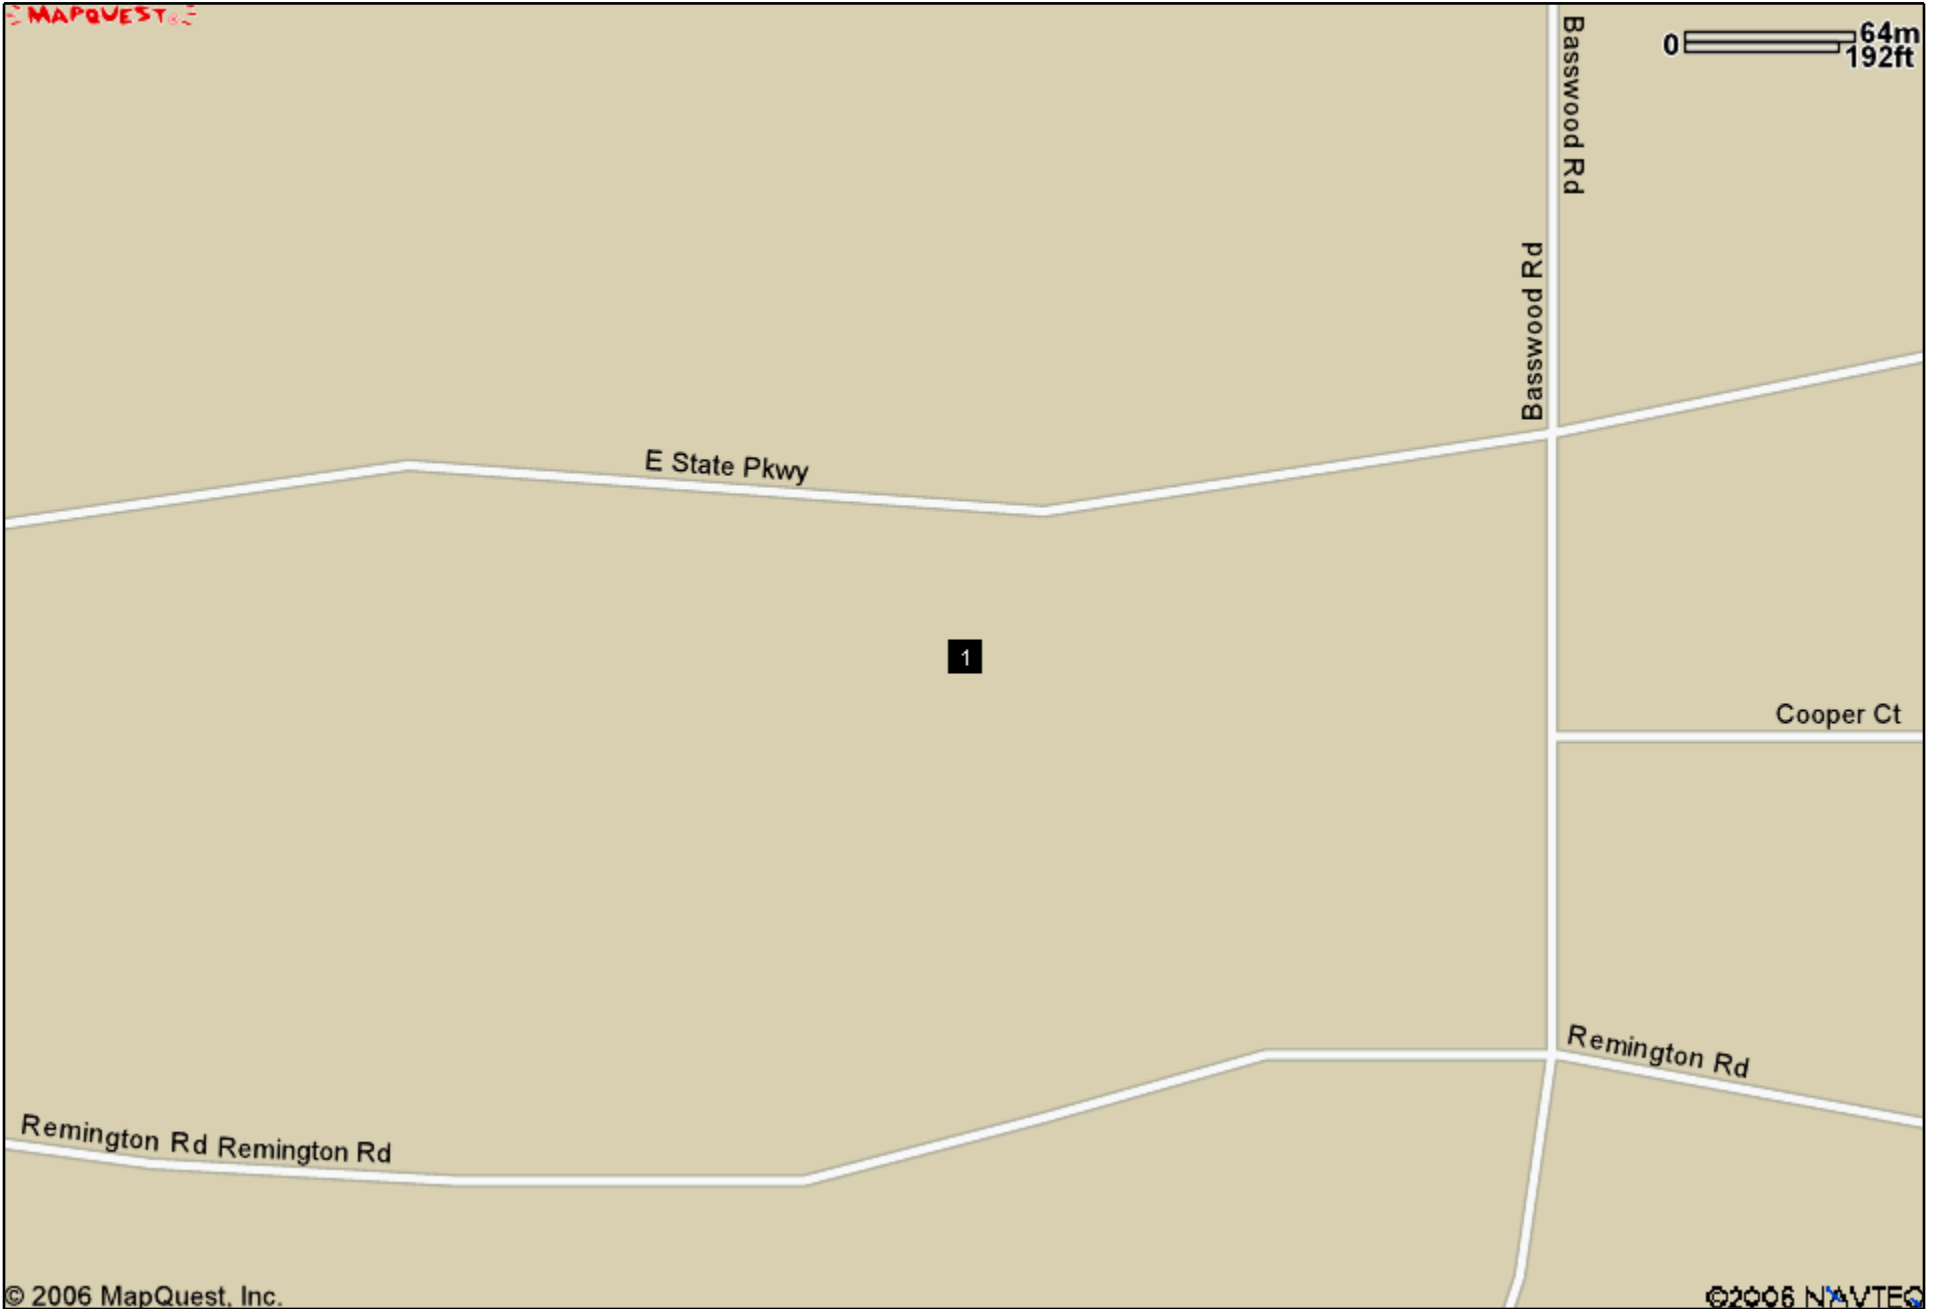 MAPQUEST®
Basswood Rd
0
64m
192ft
Basswood Rd
E State Pkwy
1
Cooper Ct
Remington Rd
Remington Rd Remington Rd
© 2006 MapQuest, Inc.
©2006 NAVTEQ